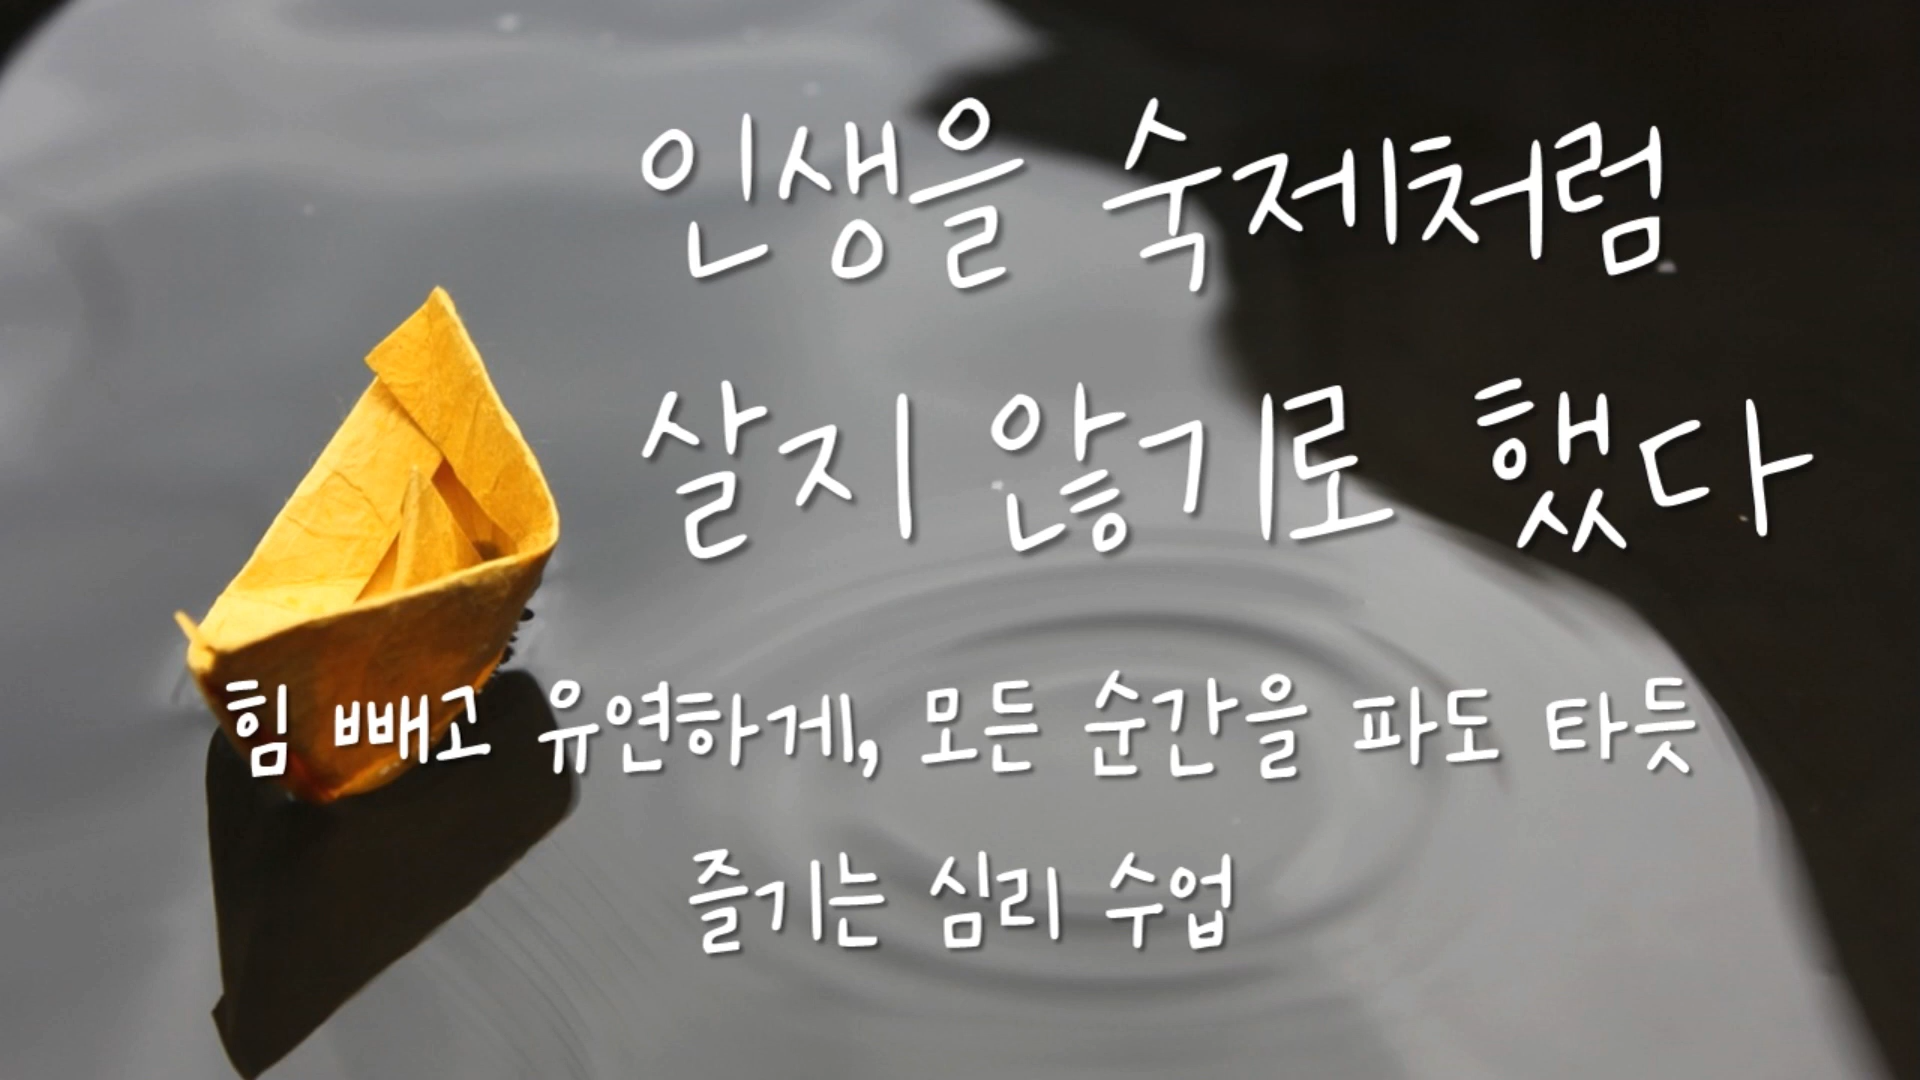 인생을 숙제처럼
살지 않기로 했다
힘 빼고 유연하게, 모든 순간을 파도 타듯
즐기는 심리 수업